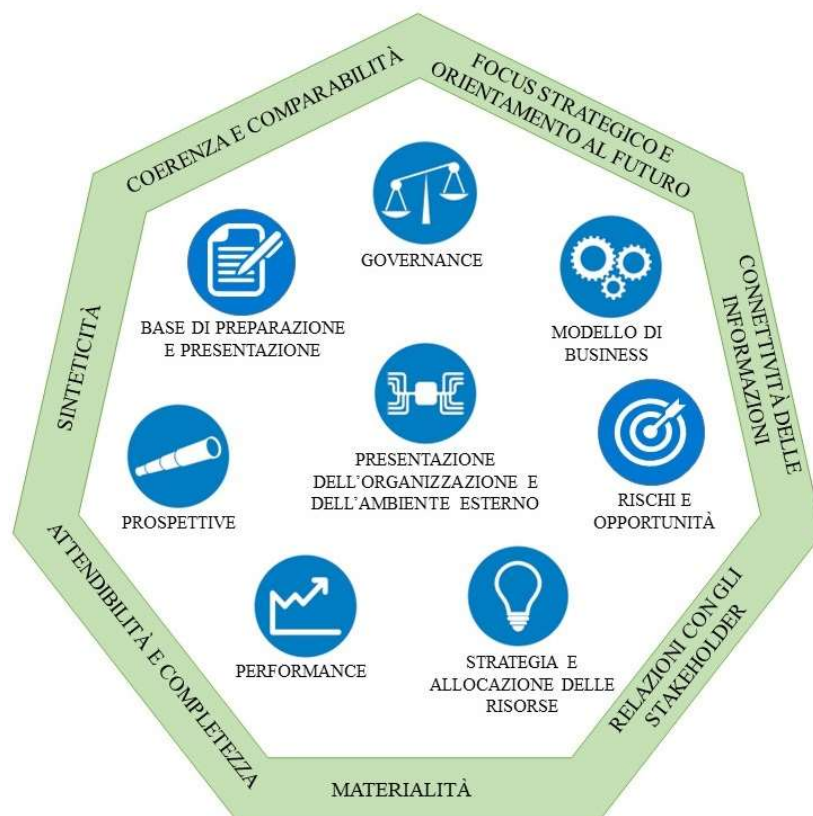 COERENZA E COMPARABILITÀ
FOCUS STRATEGICO E
ORIENTAMENTO AL FUTURO
CONNETTIVITÀ DELLE
INFORMAZIONI
RELAZIONI CON GLI
STAKEHOLDER
MATERIALITÀ
ATTENDIBILITÀ E COMPLETEZZA
SINTETICITÀ
GOVERNANCE
BASE DI PREPARAZIONE
E PRESENTAZIONE
MODELLO DI
BUSINESS
PRESENTAZIONE
DELL'ORGANIZZAZIONE E
DELL'AMBIENTE ESTERNO
PROSPETTIVE
RISCHI E
OPPORTUNITÀ
PERFORMANCE
STRATEGIA E
ALLOCAZIONE DELLE
RISORSE